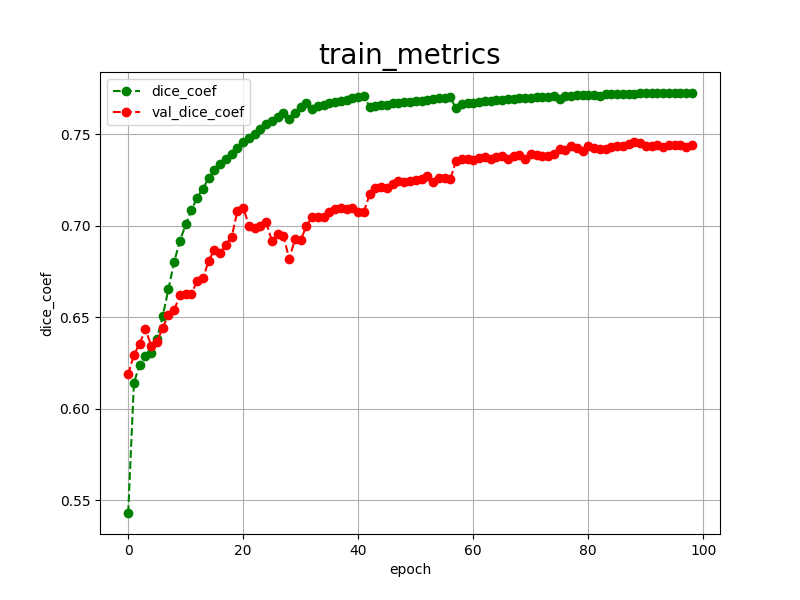 train_metrics
dice_coef
val_dice_coef
dice_coef
0.75
0.70
0.65
0.60
0.55
0 20 40 60 80 100
epoch